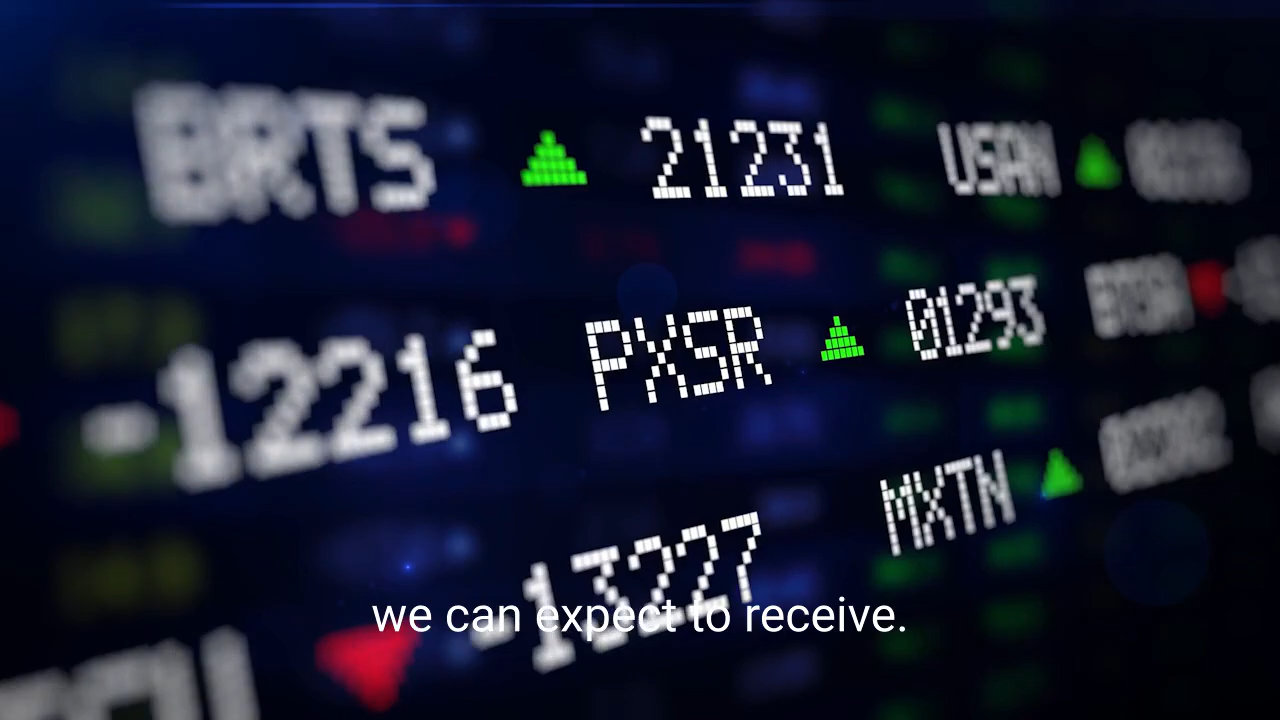 BRTS 21231 USAN
-12216 PXSR 01293
MXTN
-13227
we can expect to receive.